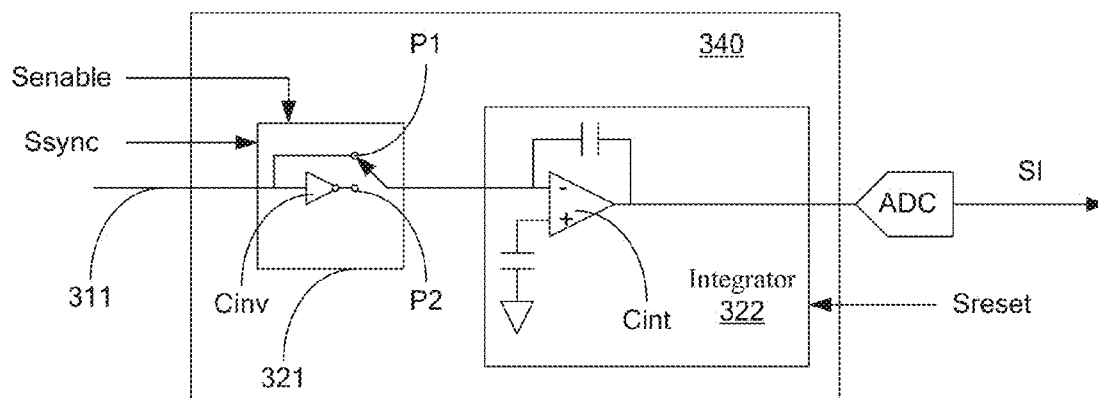 P1
340
Senable
Ssync
SI
ADC
-
+
311
Cinv
P2
Integrator
322
Cint
Sreset
321